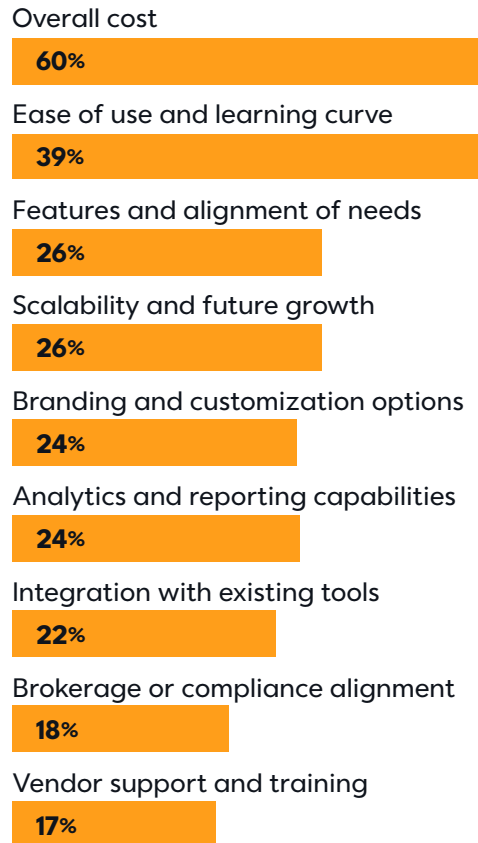 Overall cost
60%
Ease of use and learning curve
39%
Features and alignment of needs
26%
Scalability and future growth
26%
Branding and customization options
24%
Analytics and reporting capabilities
24%
Integration with existing tools
22%
Brokerage or compliance alignment
18%
Vendor support and training
17%